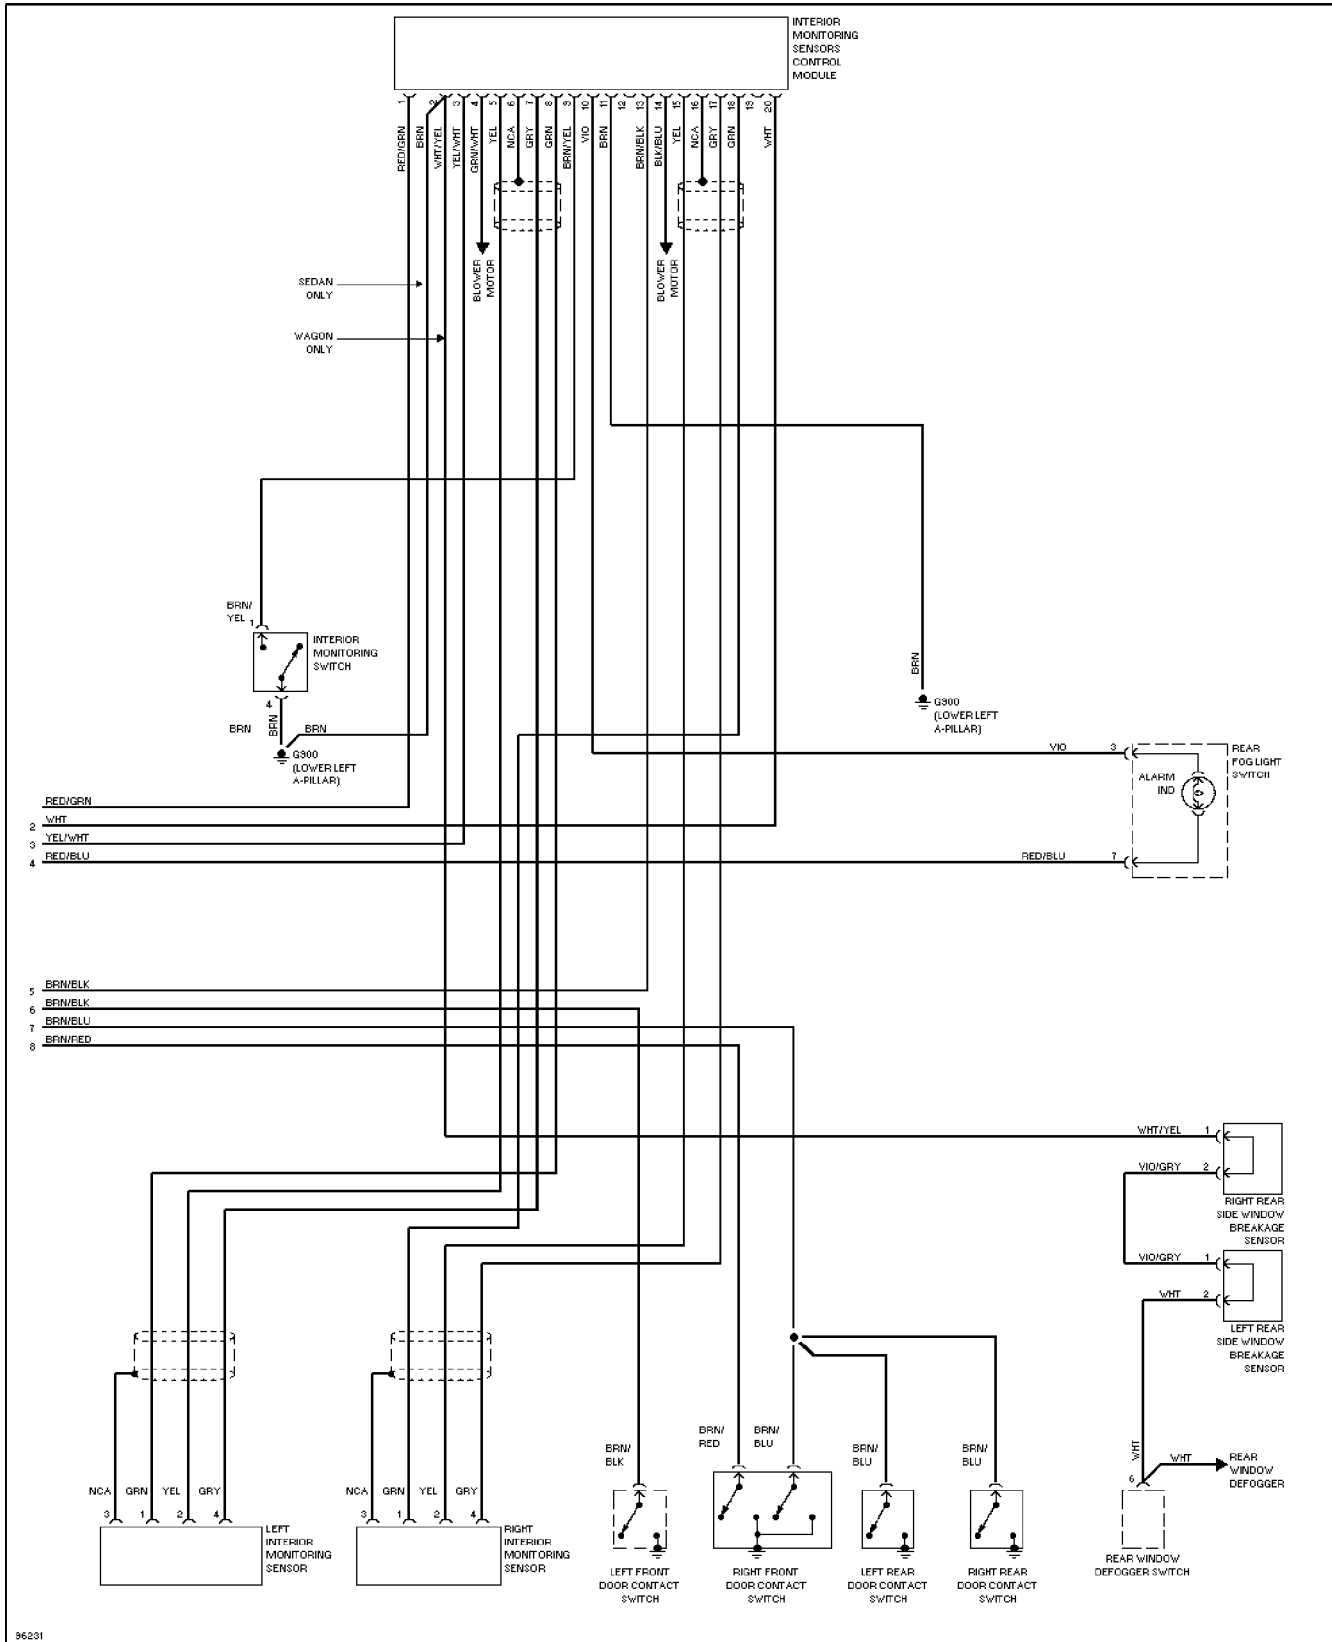 INTERIOR
MONITORING
SENSORS
CONTROL
MODULE
1 2 3 4 5 6 7 8 9 10 11 12 13 14 15 16 17 18 19 20
RED/GRN
BRN
WHT/YEL
YEL/WHT
GRN/WHT
YEL
NCA
GRY
GRN
BRN/YEL
VIO
BRN
BRN/BLK
BLK/BLU
YEL
NCA
GRY
GRN
WHT
BLOWER
MOTOR
BLOWER
MOTOR
SEDAN
ONLY
WAGON
ONLY
BRN/
YEL 1
INTERIOR
MONITORING
SWITCH
4
BRN
BRN
BRN
G900
(LOWER LEFT
A-PILLAR)
BRN
G900
(LOWER LEFT
A-PILLAR)
VIO 3
REAR
FOG LIGHT
SWITCH
ALARM
IND
RED/GRN
2 WHT
3 YEL/WHT
4 RED/BLU
RED/BLU 7
5 BRN/BLK
6 BRN/BLK
7 BRN/BLU
8 BRN/RED
WHT/YEL 1
VIO/GRY 2
RIGHT REAR
SIDE WINDOW
BREAKAGE
SENSOR
VIO/GRY 1
WHT 2
LEFT REAR
SIDE WINDOW
BREAKAGE
SENSOR
BRN/
BLK
BRN/
RED
BRN/
BLU
BRN/
BLU
BRN/
BLU
WHT
WHT
6
REAR
WINDOW
DEFOGGER
NCA GRN YEL GRY
3 1 2 4
LEFT
INTERIOR
MONITORING
SENSOR
NCA GRN YEL GRY
3 1 2 4
RIGHT
INTERIOR
MONITORING
SENSOR
LEFT FRONT
DOOR CONTACT
SWITCH
RIGHT FRONT
DOOR CONTACT
SWITCH
LEFT REAR
DOOR CONTACT
SWITCH
RIGHT REAR
DOOR CONTACT
SWITCH
REAR WINDOW
DEFOGGER SWITCH
96231